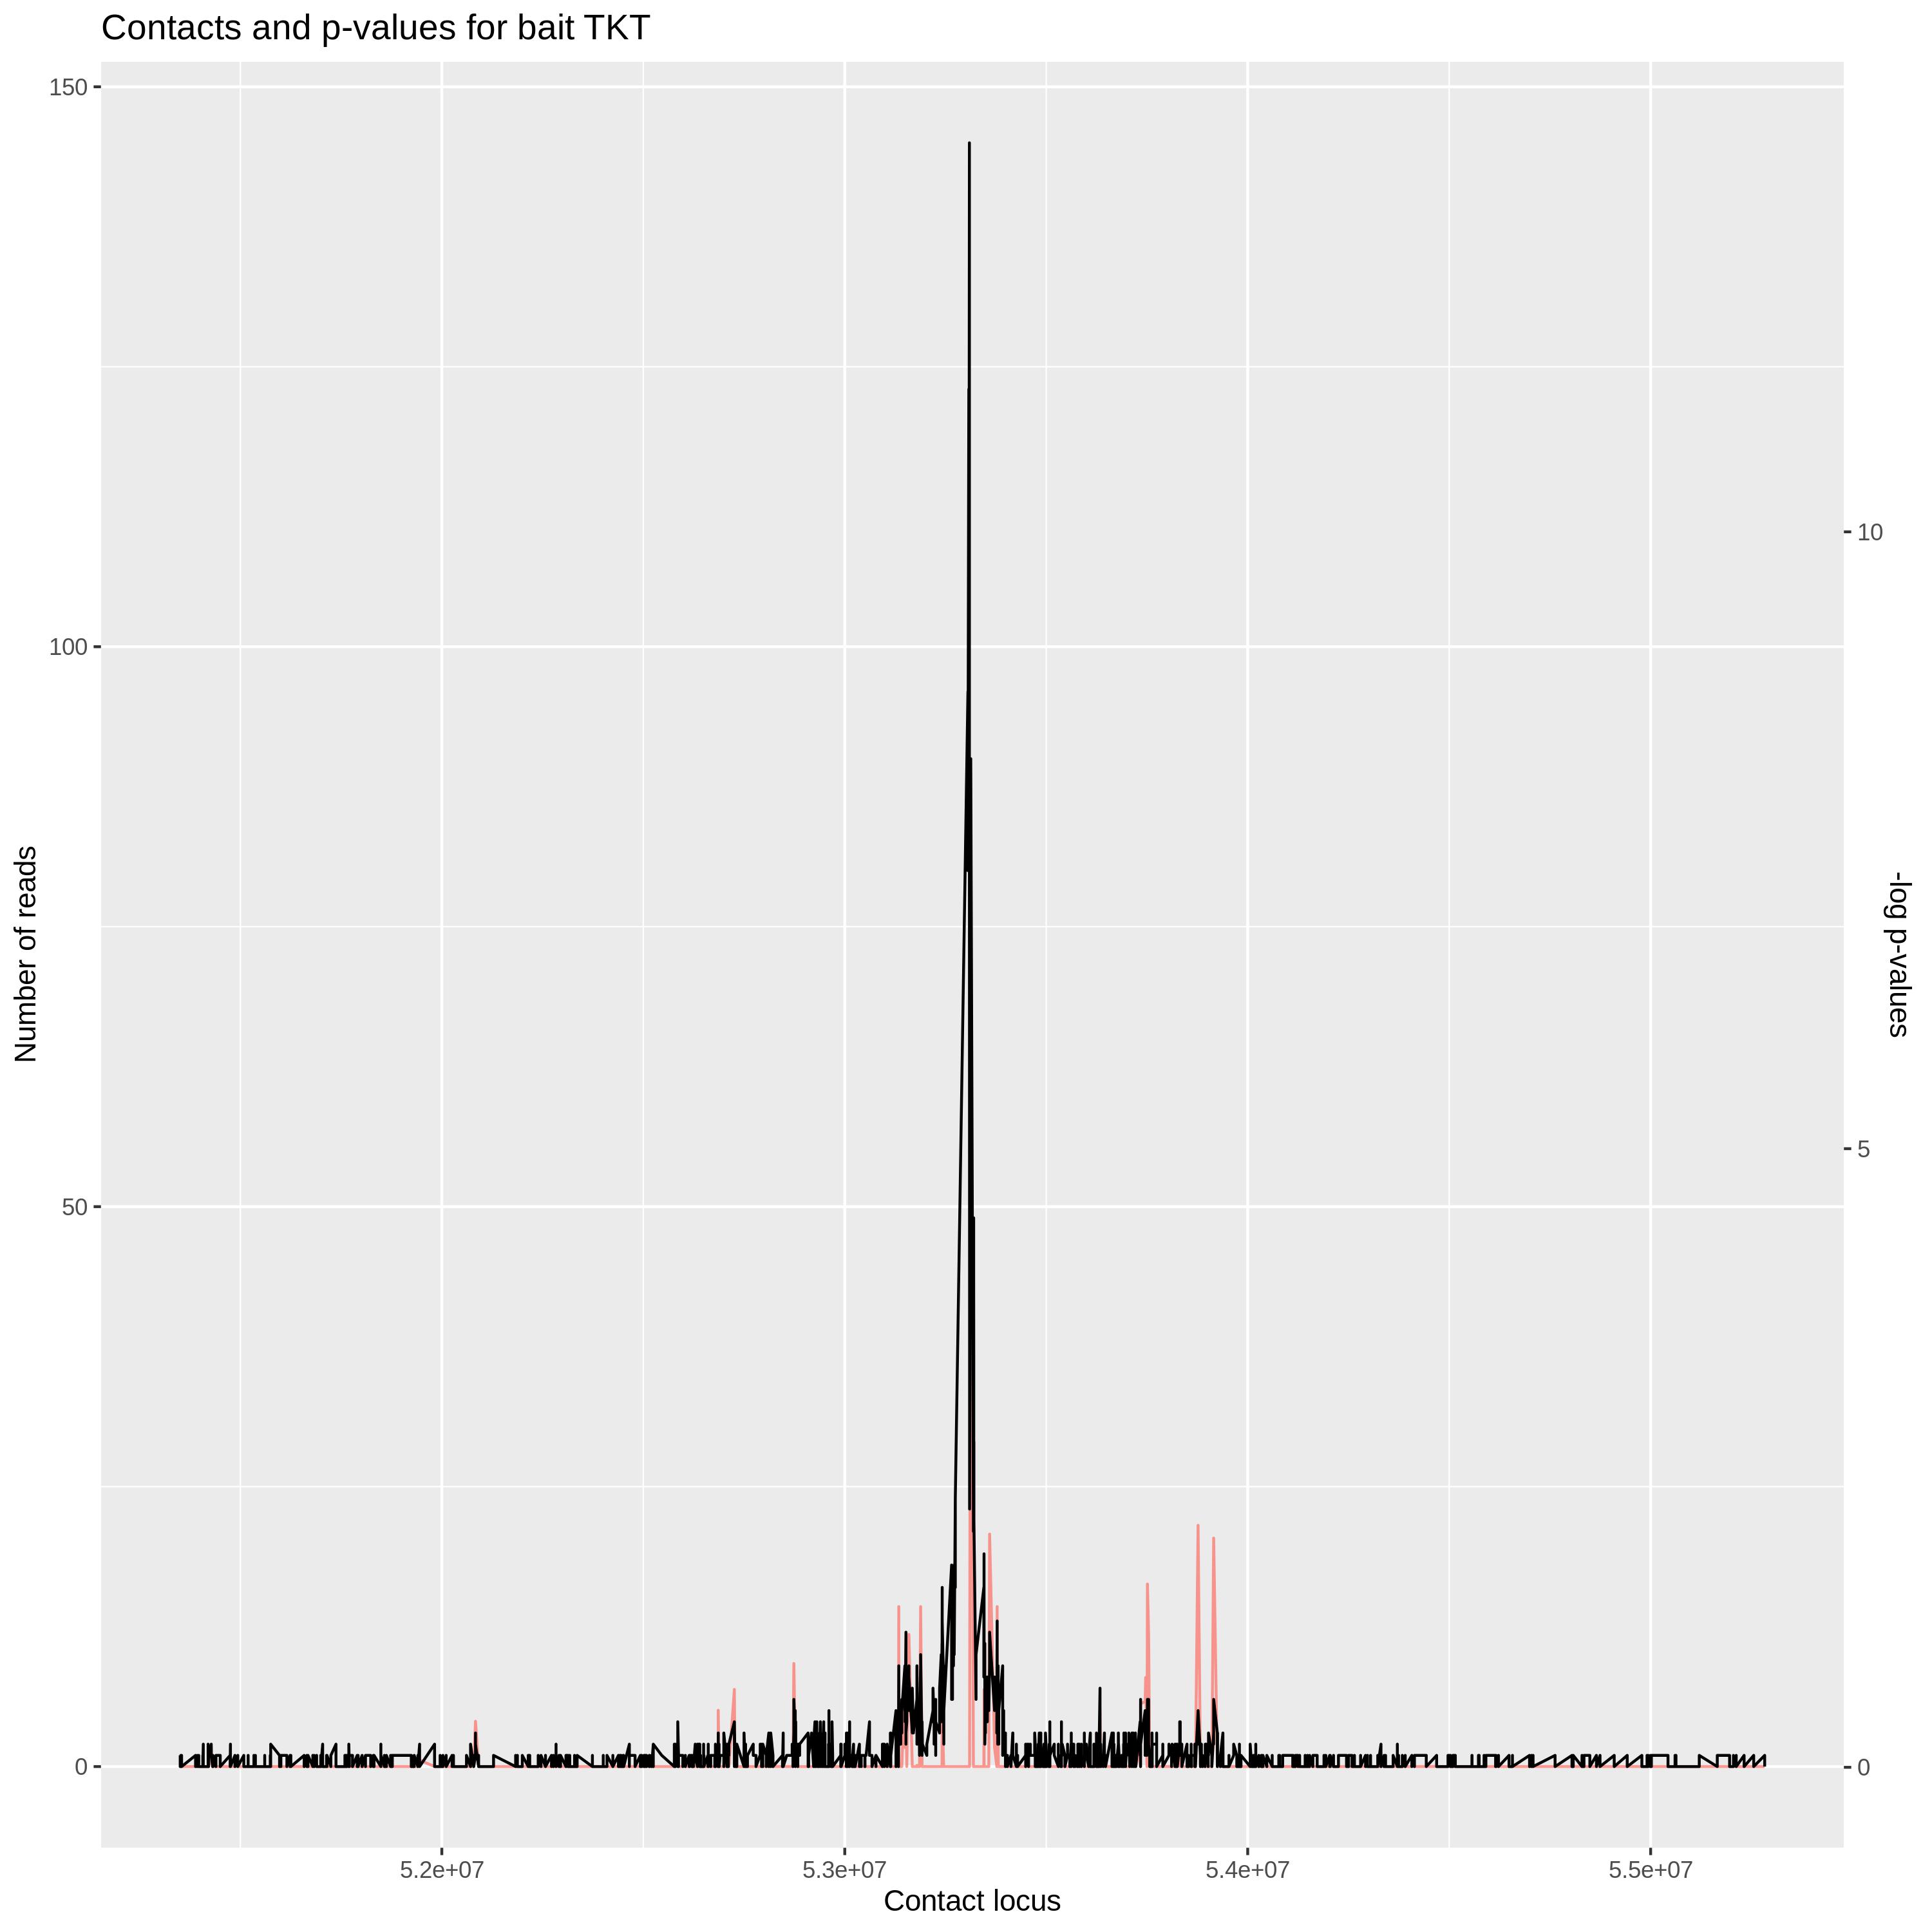 Contacts and p-values for bait TKT
150
100
50
0
Number of reads
10
5
0
-log p-values
5.2e+07 5.3e+07 5.4e+07 5.5e+07
Contact locus